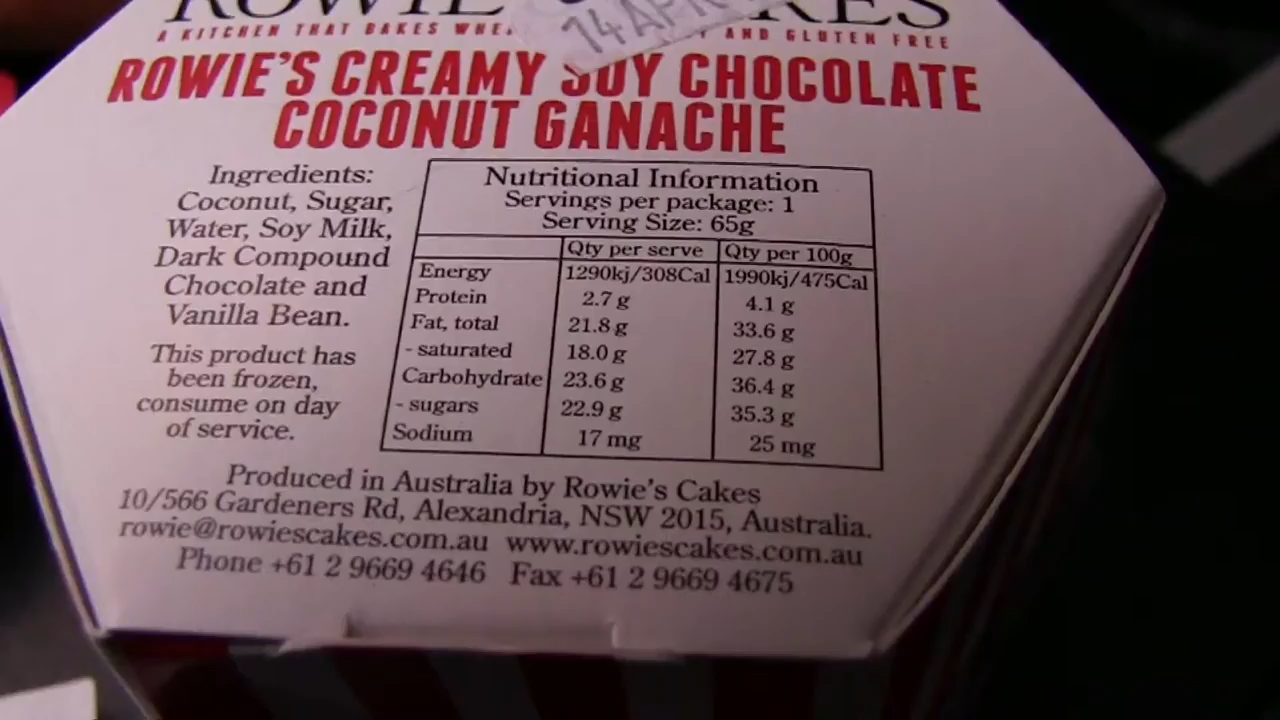 ROWIE
14 APR
A KITCHEN THAT BAKES AND GLUTEN FREE
ROWIE'S CREAMY SOY CHOCOLATE
COCONUT GANACHE
Ingredients:
Coconut, Sugar,
Water, Soy Milk,
Dark Compound
Chocolate and
Vanilla Bean.
This product has
been frozen,
consume on day
of service.
Nutritional Information
Servings per package: 1
Serving Size: 65g
Qty per serve Qty per 100g
Energy 1290kj/308Cal 1990kj/475Cal
Protein 2.7 g 4.1 g
Fat, total 21.8 g 33.6 g
- saturated 18.0 g 27.8 g
Carbohydrate 23.6 g 36.4 g
- sugars 22.9 g 35.3 g
Sodium 17 mg 25 mg
Produced in Australia by Rowie's Cakes
10/566 Gardeners Rd, Alexandria, NSW 2015, Australia.
rowie@rowiescakes.com.au www.rowiescakes.com.au
Phone +61 2 9669 4646 Fax +61 2 9669 4675